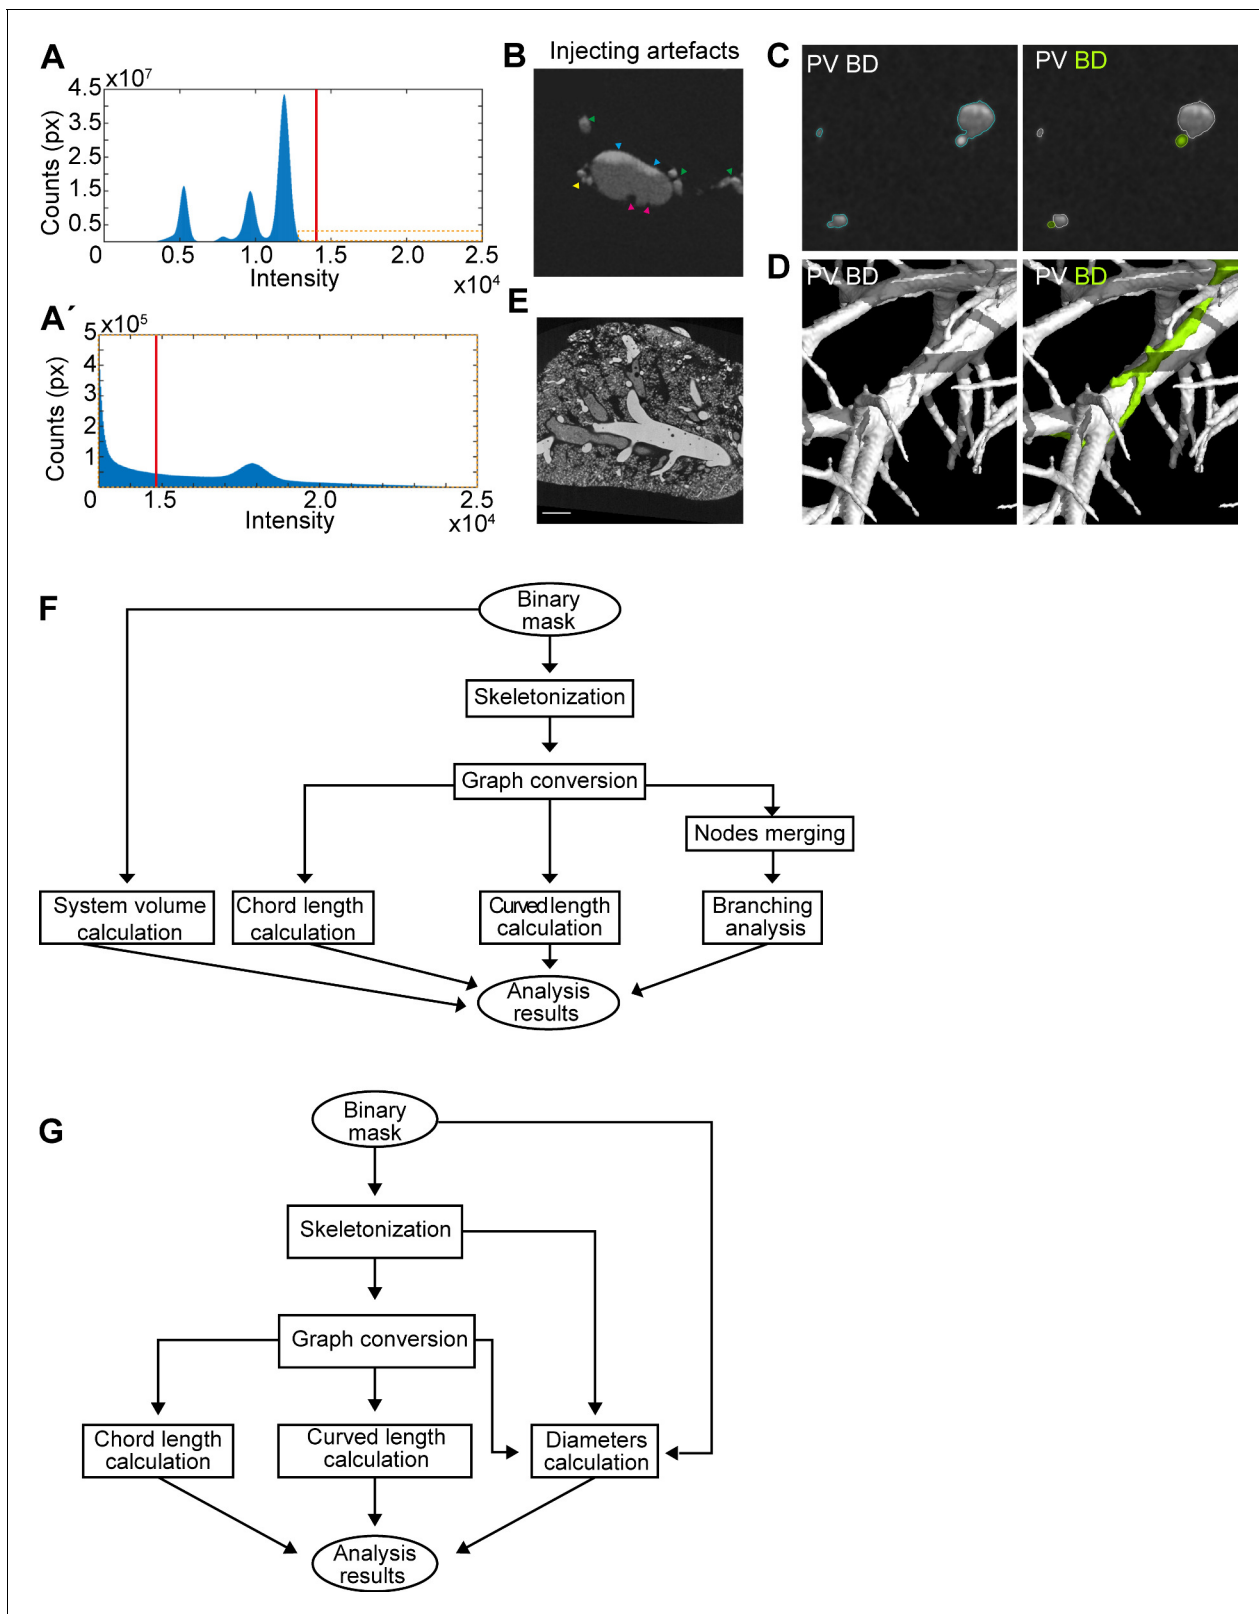 A
x10⁷
4.5
3.5
2.5
1.5
0.5
Counts (px)
0 0.5 1.0 1.5 2.0 2.5
Intensity
x10⁴
B
Injecting artefacts
C
PV BD
PV BD
A´
5 x10⁵
4
3
2
1
Counts (px)
0 1.5 2.0 2.5
Intensity
x10⁴
E
D
PV BD
PV BD
F
Binary
mask
Skeletonization
Graph conversion
Nodes merging
System volume
calculation
Chord length
calculation
Curved length
calculation
Branching
analysis
Analysis
results
G
Binary
mask
Skeletonization
Graph conversion
Chord length
calculation
Curved length
calculation
Diameters
calculation
Analysis
results